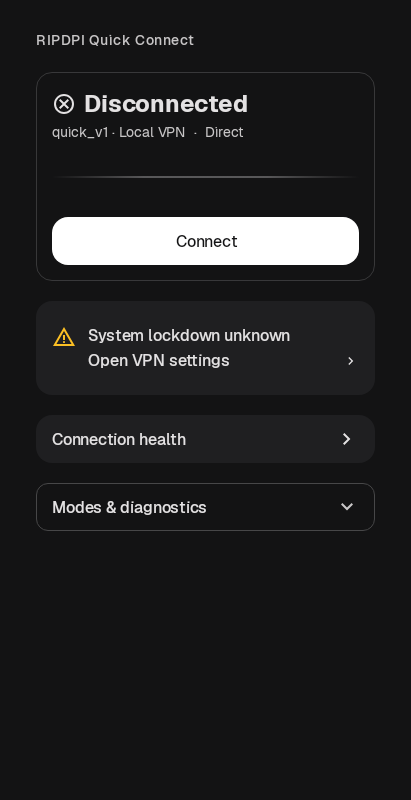 RIPDPI Quick Connect
Disconnected
quick_v1 · Local VPN · Direct
Connect
System lockdown unknown
Open VPN settings
Connection health
Modes & diagnostics